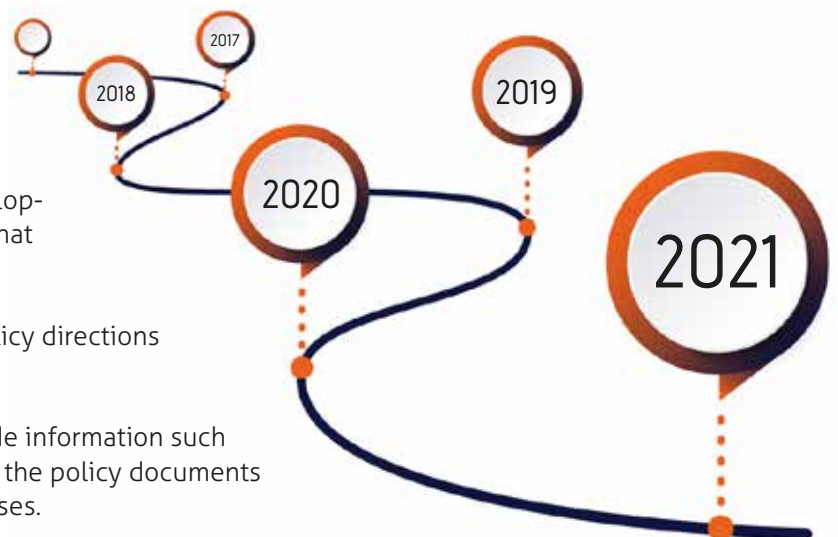 2017
2018
2019
2020
2021
lop-
hat
icy directions
le information such
the policy documents
ses.